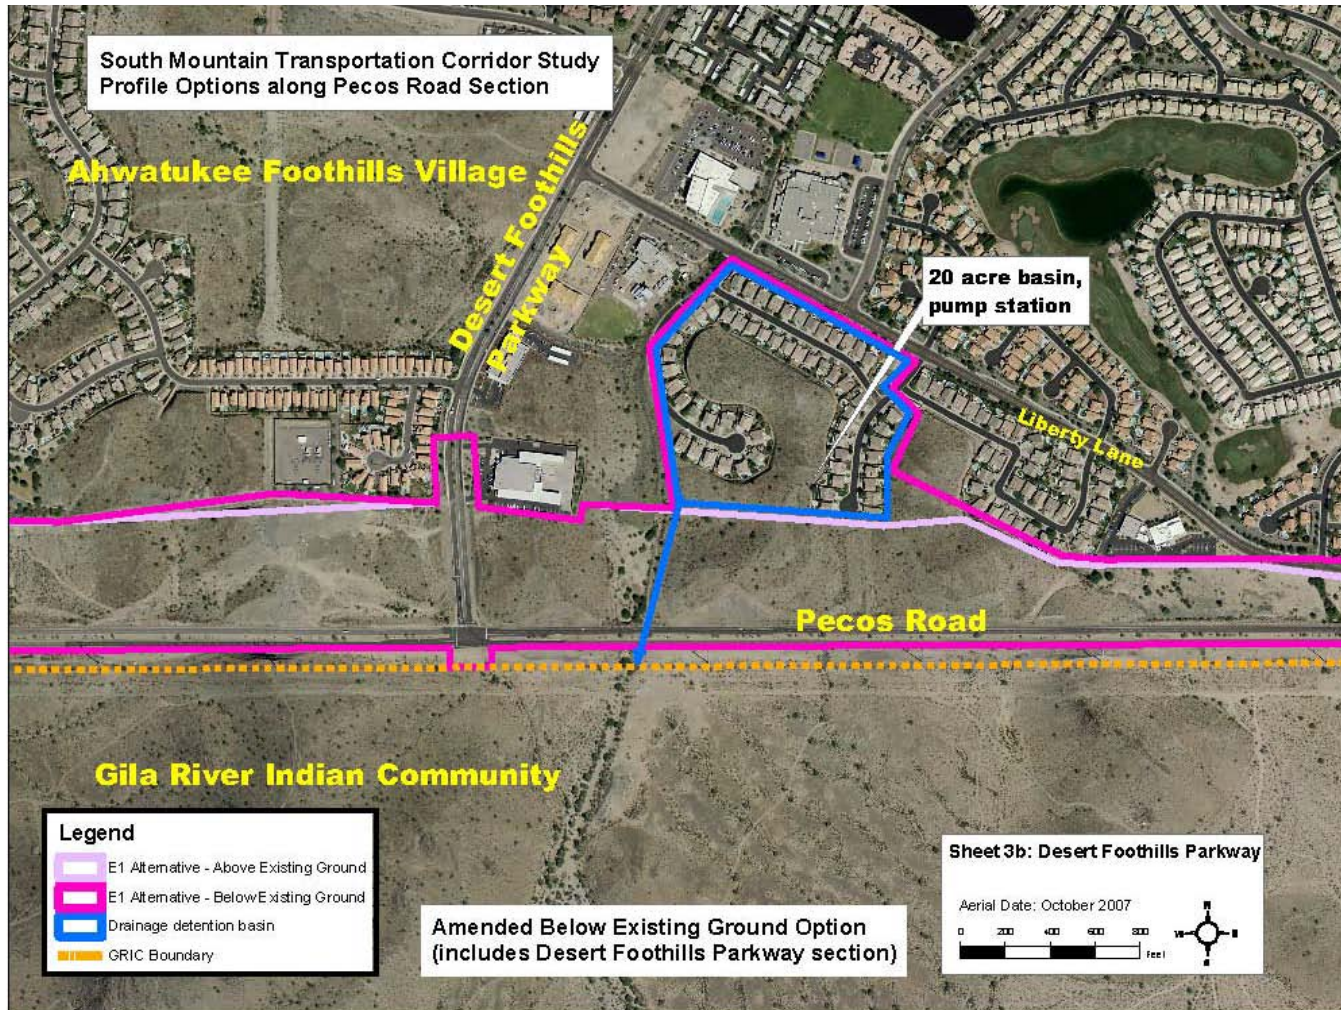 South Mountain Transportation Corridor Study
Profile Options along Pecos Road Section
Ahwatukee Foothills Village
Desert Foothills
Parkway
20 acre basin,
pump station
Liberty Lane
Pecos Road
Gila River Indian Community
Legend
E1 Alternative - Above Existing Ground
E1 Alternative - Below Existing Ground
Drainage detention basin
GRIC Boundary
Amended Below Existing Ground Option
(includes Desert Foothills Parkway section)
Sheet 3b: Desert Foothills Parkway
Aerial Date: October 2007
0 200 400 600 800
Feet
N
W E
S